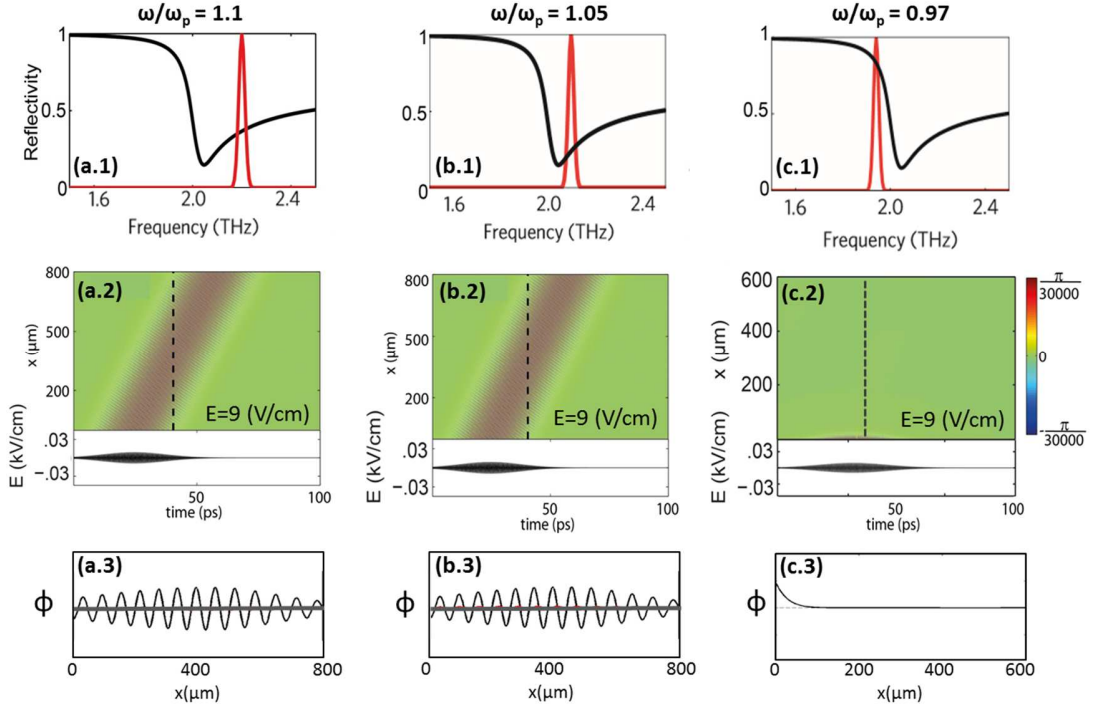 ω/ωp = 1.1
ω/ωp = 1.05
ω/ωp = 0.97
Reflectivity
1
0.5
0
(a.1)
1.6
2.0
2.4
Frequency (THz)
1
0.5
0
(b.1)
1.6
2.0
2.4
Frequency (THz)
1
0.5
0
(c.1)
1.6
2.0
2.4
Frequency (THz)
(a.2)
800
500
200
x (μm)
E=9 (V/cm)
E (kV/cm)
.03
−.03
50
100
time (ps)
(b.2)
800
500
200
x (μm)
E=9 (V/cm)
E (kV/cm)
.03
−.03
50
100
time (ps)
(c.2)
600
400
200
x (μm)
E=9 (V/cm)
E (kV/cm)
.03
−.03
50
100
time (ps)
π
30000
0
π
30000
(a.3)
ϕ
0
400
800
x(μm)
(b.3)
ϕ
0
400
800
x(μm)
(c.3)
ϕ
0
200
400
600
x(μm)